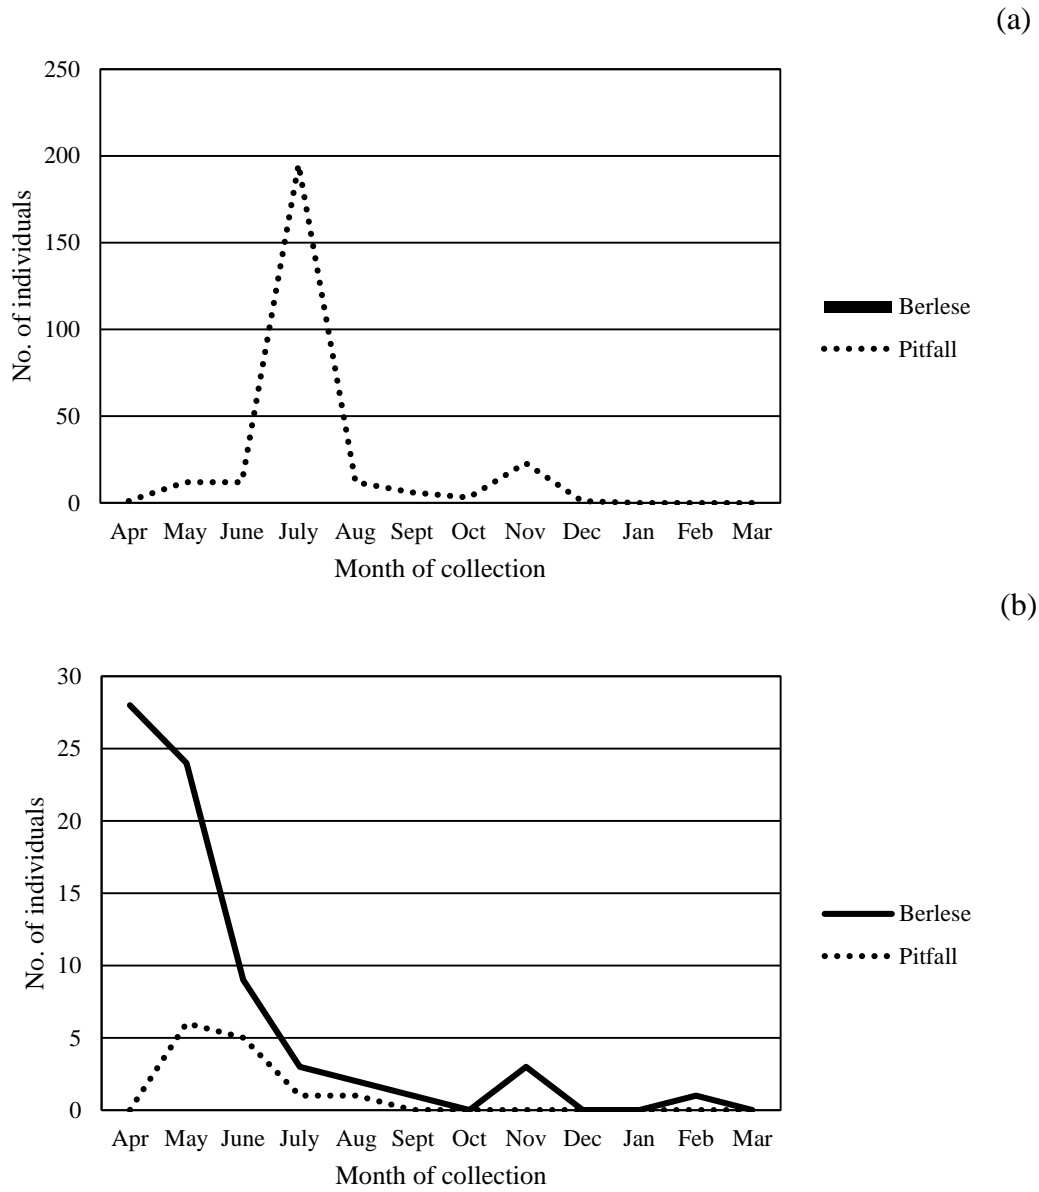 (a)
250
200
150
100
50
0
No. of individuals
Apr May June July Aug Sept Oct Nov Dec Jan Feb Mar
Month of collection
Berlese
Pitfall
(b)
30
25
20
15
10
5
0
No. of individuals
Apr May June July Aug Sept Oct Nov Dec Jan Feb Mar
Month of collection
Berlese
Pitfall